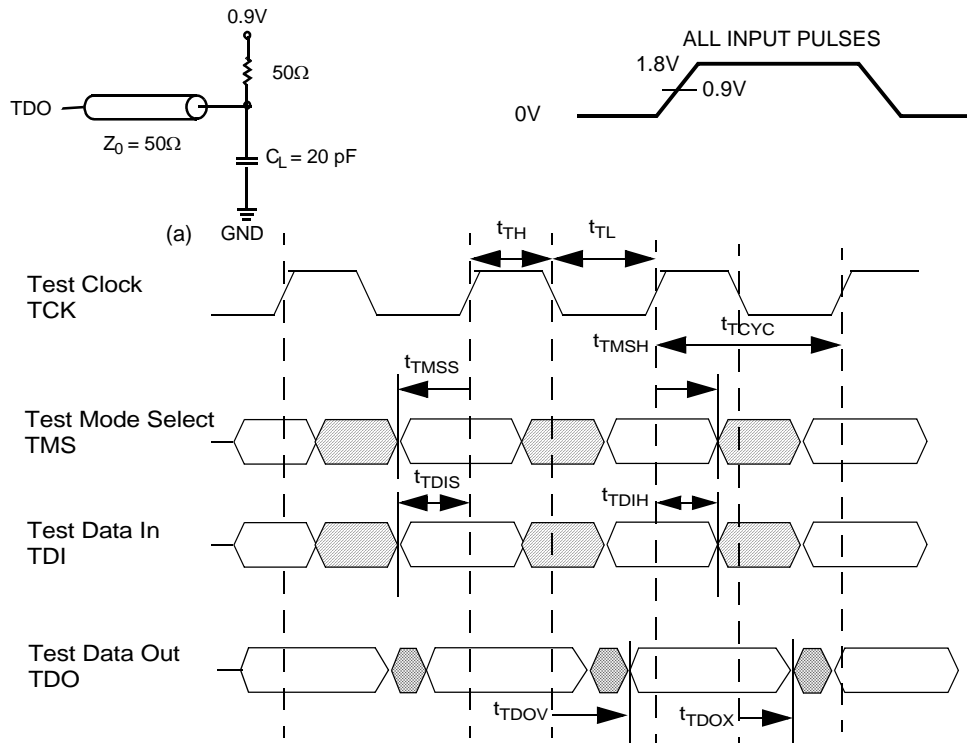 0.9V
50Ω
TDO
Z0 = 50Ω
CL = 20 pF
(a)
GND
ALL INPUT PULSES
1.8V
0.9V
0V
tTH
tTL
Test Clock
TCK
tTCYC
tTMSH
tTMSS
Test Mode Select
TMS
tTDIS
tTDIH
Test Data In
TDI
Test Data Out
TDO
tTDOV
tTDOX